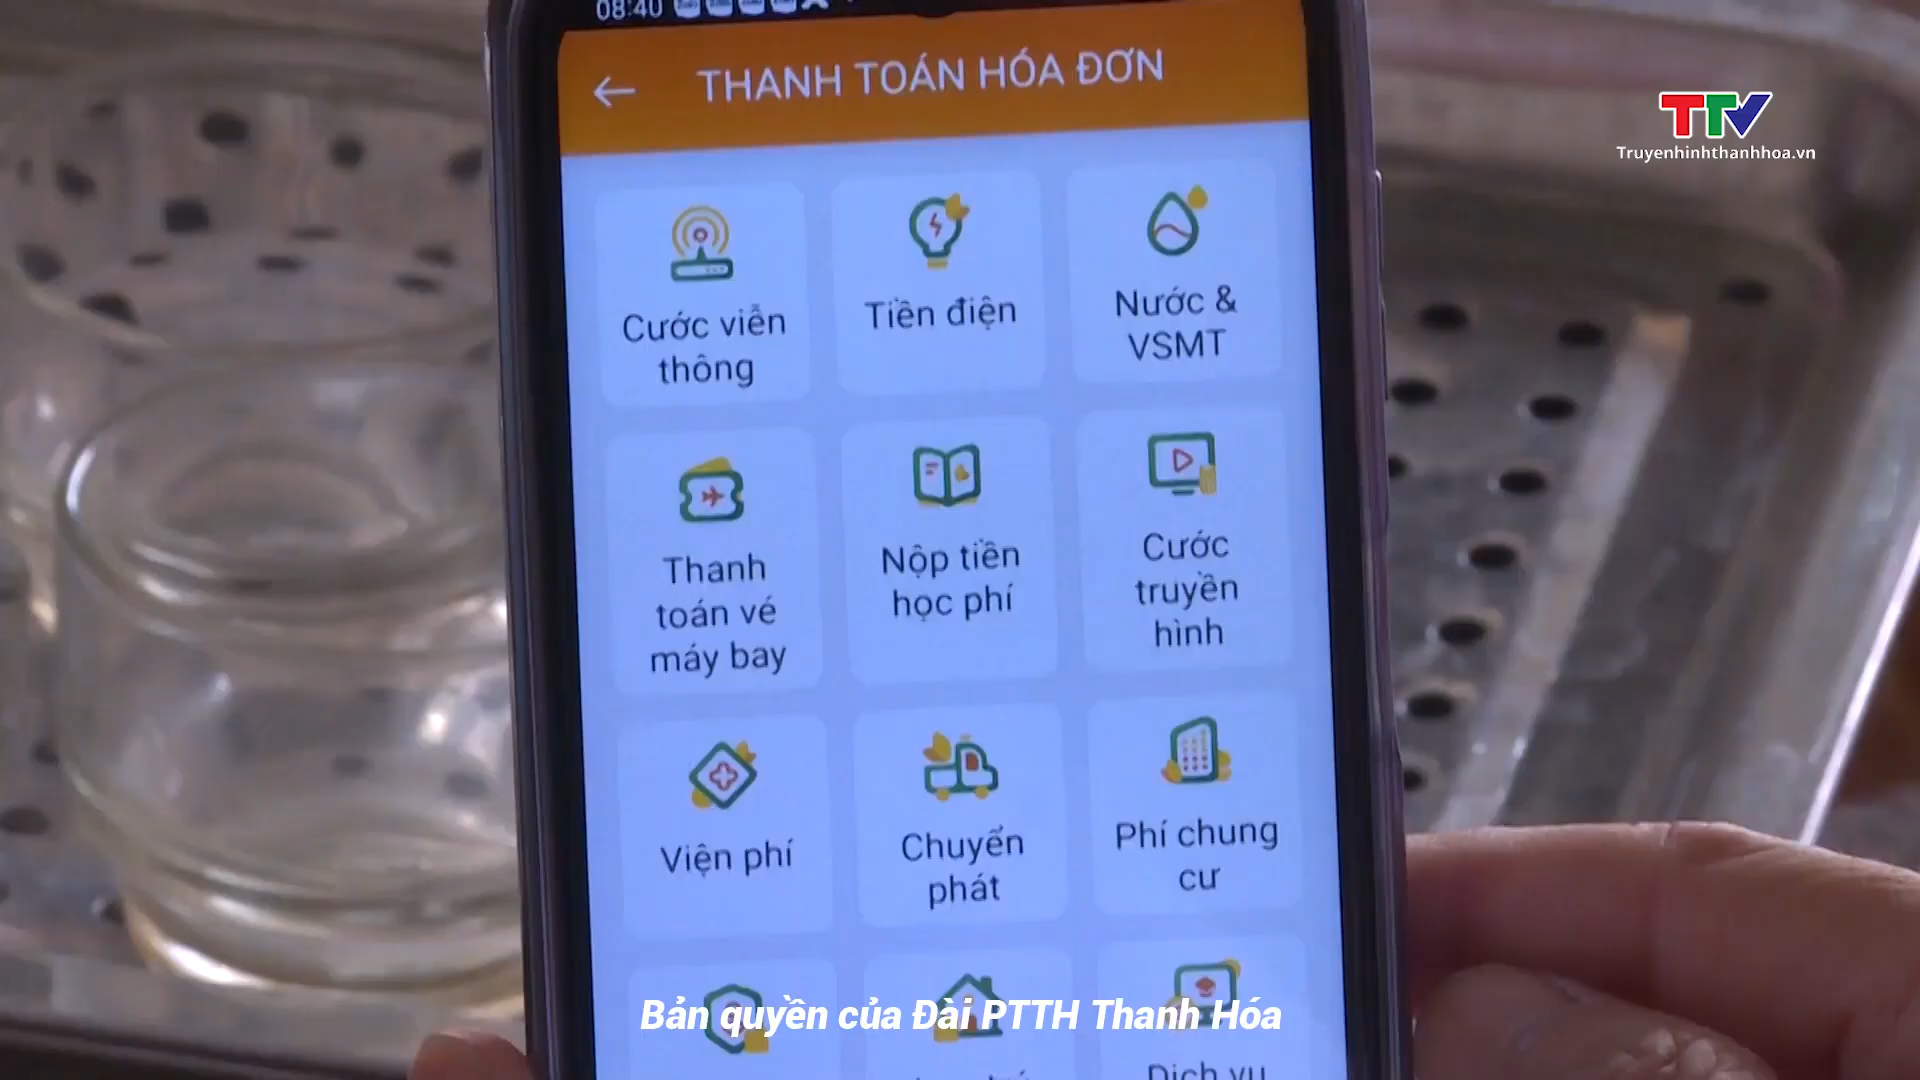 08:40
THANH TOÁN HÓA ĐƠN
TTV
Truyenhinhthanhhoa.vn
Cước viễn
thông
Tiền điện
Nước &
VSMT
Thanh
toán vé
máy bay
Nộp tiền
học phí
Cước
truyền
hình
Viện phí
Chuyển
phát
Phí chung
cư
Bản quyền của Đài PTTH Thanh Hóa
Dịch vụ